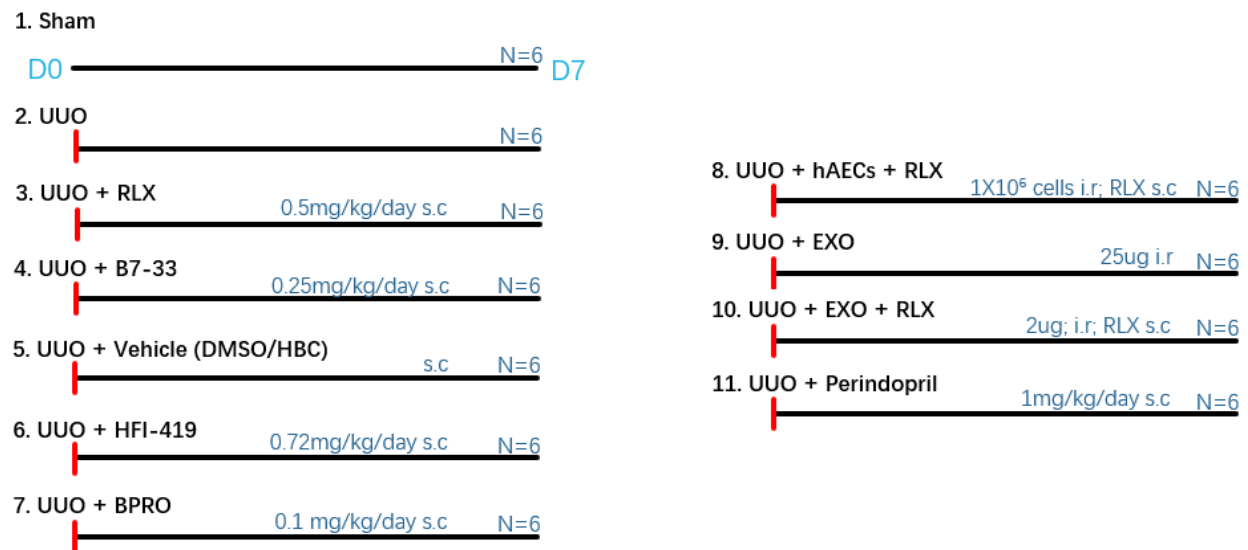 1. Sham
N=6
D0
D7
2. UUO
N=6
3. UUO + RLX
0.5mg/kg/day s.c N=6
4. UUO + B7-33
0.25mg/kg/day s.c N=6
5. UUO + Vehicle (DMSO/HBC)
s.c N=6
6. UUO + HFI-419
0.72mg/kg/day s.c N=6
7. UUO + BPRO
0.1 mg/kg/day s.c N=6
8. UUO + hAECs + RLX
1X10⁶ cells i.r; RLX s.c N=6
9. UUO + EXO
25ug i.r N=6
10. UUO + EXO + RLX
2ug; i.r; RLX s.c N=6
11. UUO + Perindopril
1mg/kg/day s.c N=6